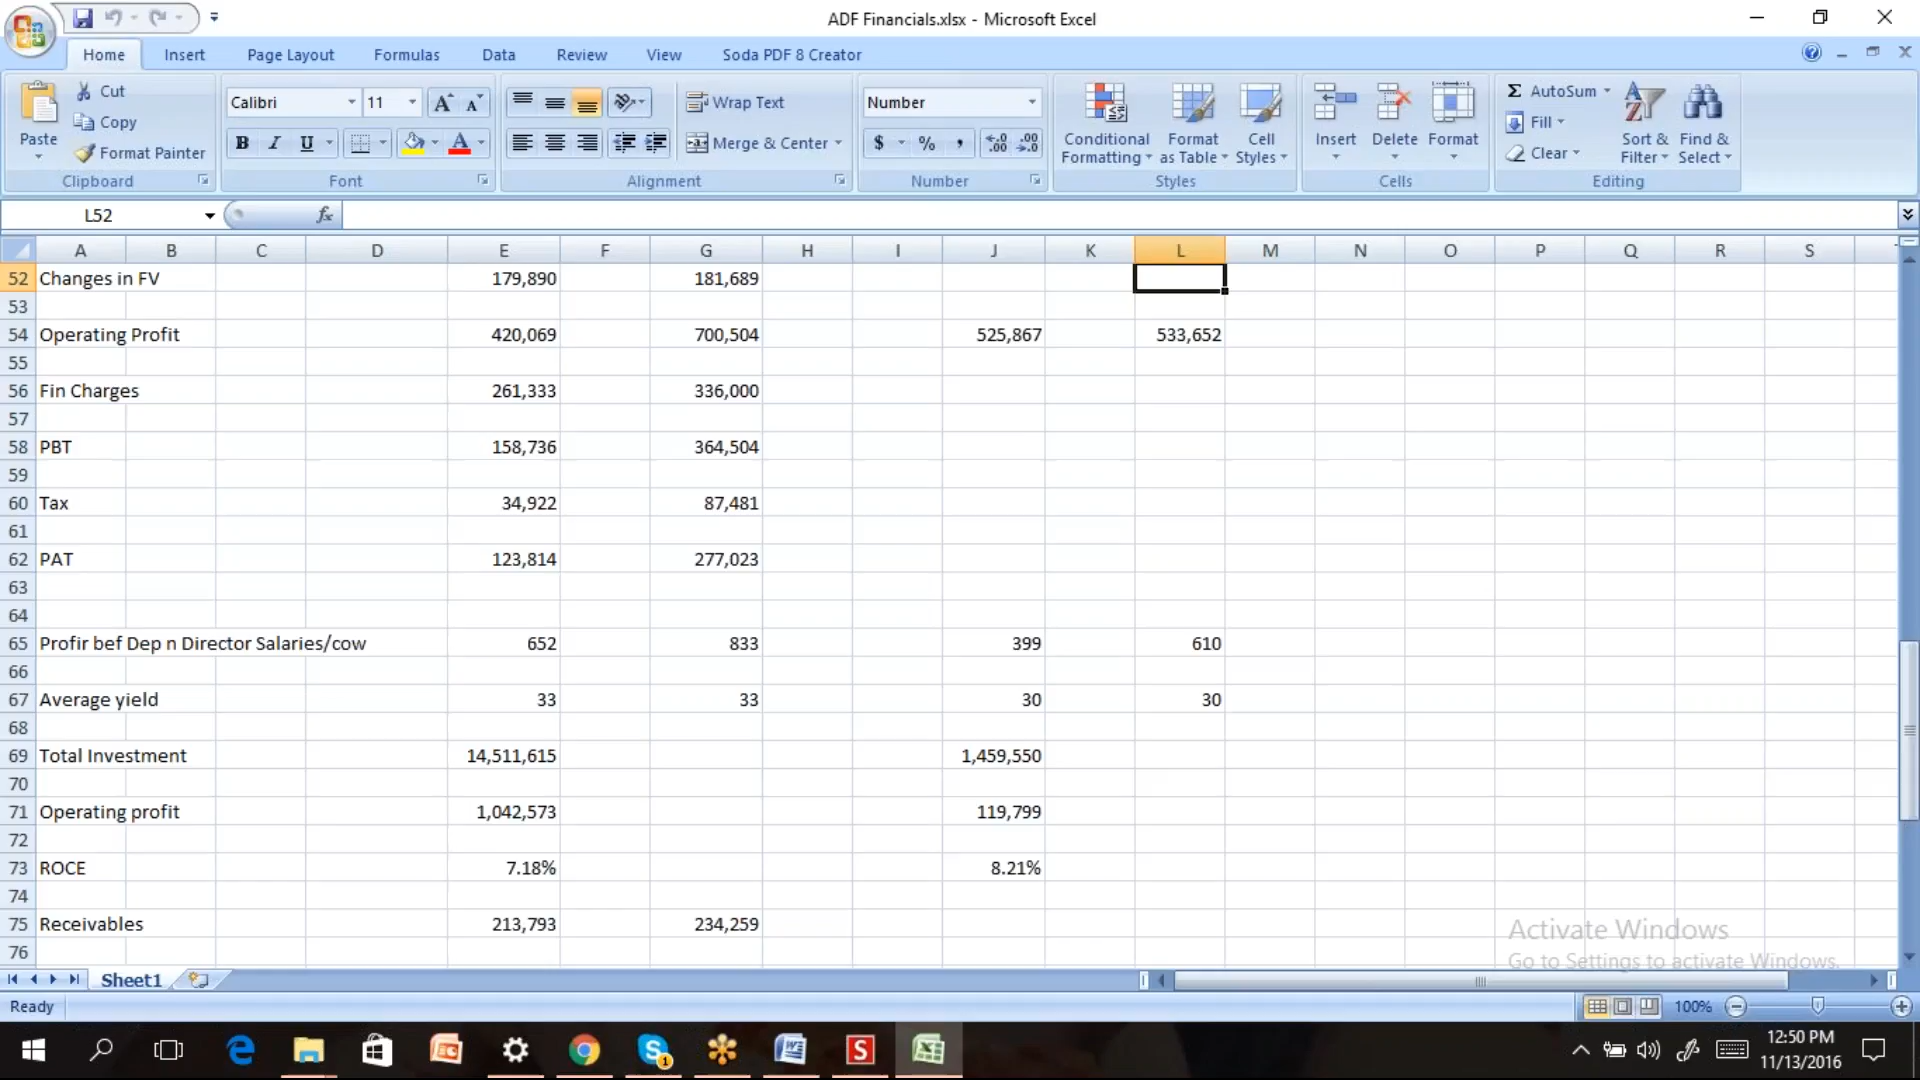 ADF Financials.xlsx - Microsoft Excel
Home Insert Page Layout Formulas Data Review View Soda PDF 8 Creator
Paste Cut Copy Format Painter Clipboard
Calibri 11 A A B I U A Font
Wrap Text Merge & Center Alignment
Number $ % , .0 .00 .00 .0 Number
Conditional Formatting Format as Table Cell Styles Styles
Insert Delete Format Cells
Σ AutoSum Fill Clear Sort & Filter Find & Select Editing
L52 fx
A B C D E F G H I J K L M N O P Q R S
52 Changes in FV 179,890 181,689
53
54 Operating Profit 420,069 700,504 525,867 533,652
55
56 Fin Charges 261,333 336,000
57
58 PBT 158,736 364,504
59
60 Tax 34,922 87,481
61
62 PAT 123,814 277,023
63
64
65 Profir bef Dep n Director Salaries/cow 652 833 399 610
66
67 Average yield 33 33 30 30
68
69 Total Investment 14,511,615 1,459,550
70
71 Operating profit 1,042,573 119,799
72
73 ROCE 7.18% 8.21%
74
75 Receivables 213,793 234,259
76
Activate Windows
Go to Settings to activate Windows.
Sheet1
Ready 100%
12:50 PM
11/13/2016